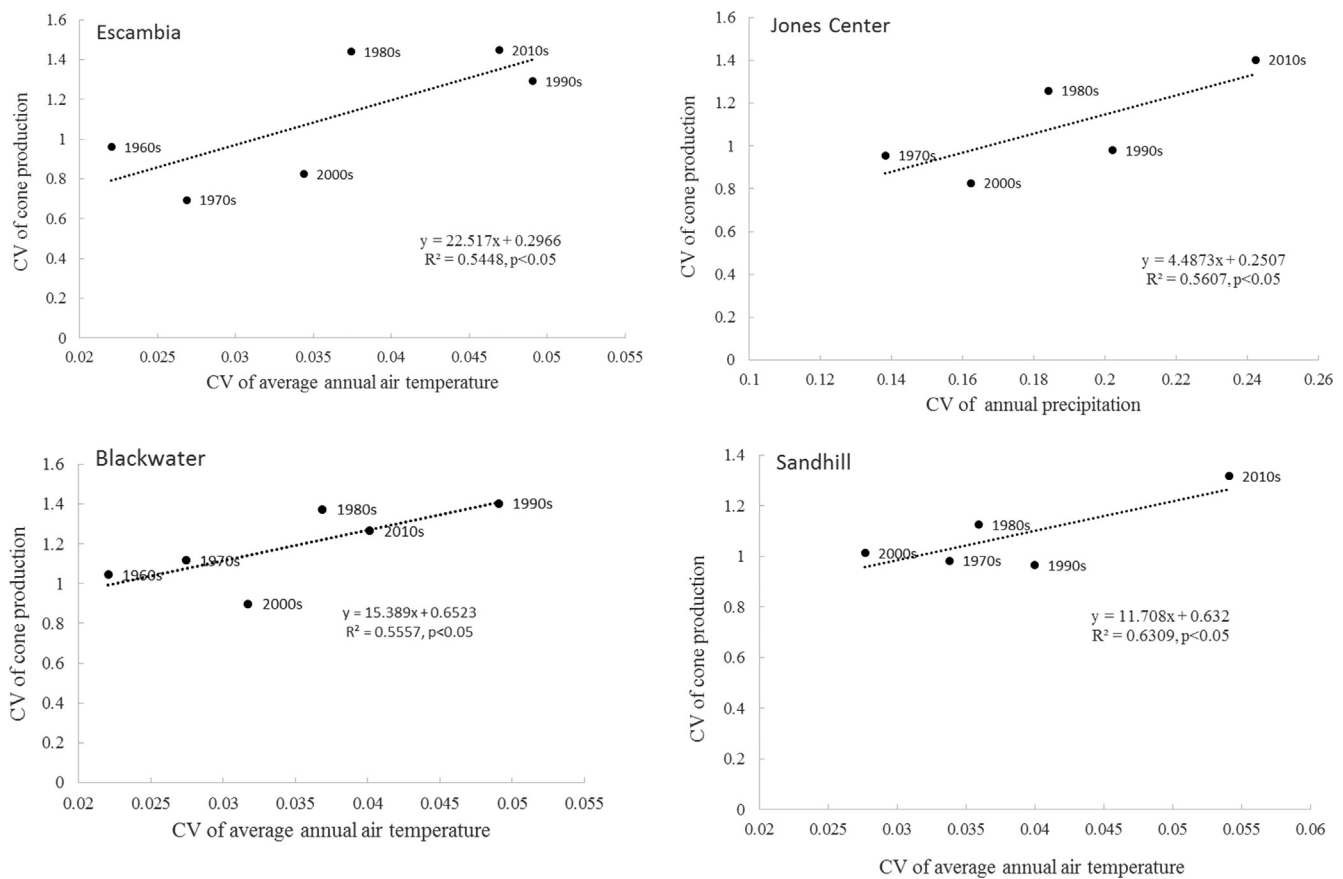 Escambia
CV of cone production
1.6
1.4
1.2
1
0.8
0.6
0.4
0.2
0
1960s
1970s
1980s
2000s
2010s
1990s
y = 22.517x + 0.2966
R² = 0.5448, p<0.05
0.02 0.025 0.03 0.035 0.04 0.045 0.05 0.055
CV of average annual air temperature
Jones Center
CV of cone production
1.6
1.4
1.2
1
0.8
0.6
0.4
0.2
0
1970s
2000s
1980s
1990s
2010s
y = 4.4873x + 0.2507
R² = 0.5607, p<0.05
0.1 0.12 0.14 0.16 0.18 0.2 0.22 0.24 0.26
CV of annual precipitation
Blackwater
CV of cone production
1.6
1.4
1.2
1
0.8
0.6
0.4
0.2
0
1960s
1970s
2000s
1980s
2010s
1990s
y = 15.389x + 0.6523
R² = 0.5557, p<0.05
0.02 0.025 0.03 0.035 0.04 0.045 0.05 0.055
CV of average annual air temperature
Sandhill
CV of cone production
1.4
1.2
1
0.8
0.6
0.4
0.2
0
2000s
1970s
1980s
1990s
2010s
y = 11.708x + 0.632
R² = 0.6309, p<0.05
0.02 0.025 0.03 0.035 0.04 0.045 0.05 0.055 0.06
CV of average annual air temperature